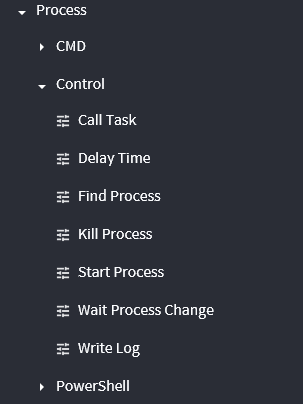 Process
CMD
Control
Call Task
Delay Time
Find Process
Kill Process
Start Process
Wait Process Change
Write Log
PowerShell